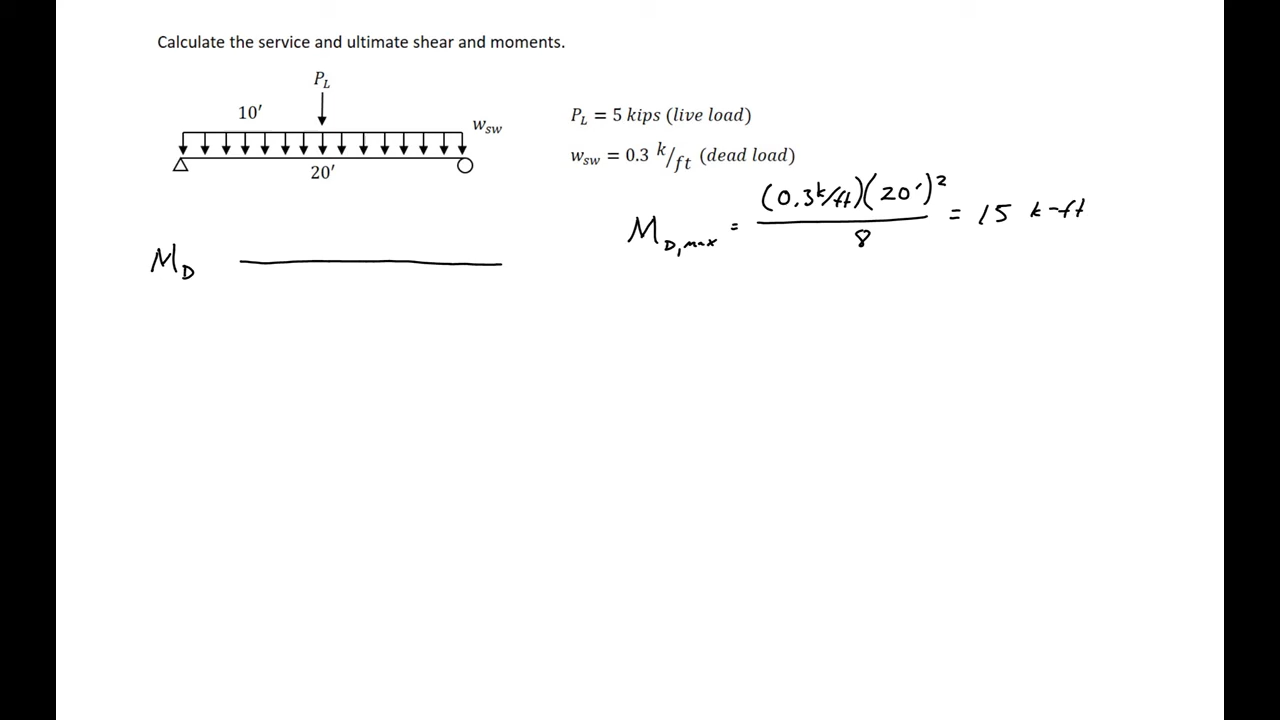 Calculate the service and ultimate shear and moments.
P_L
10′
w_sw
20′
P_L = 5 kips (live load)
w_sw = 0.3 k/ft (dead load)
M_D,max = (0.3k/ft)(20')² / 8 = 15 k-ft
M_D